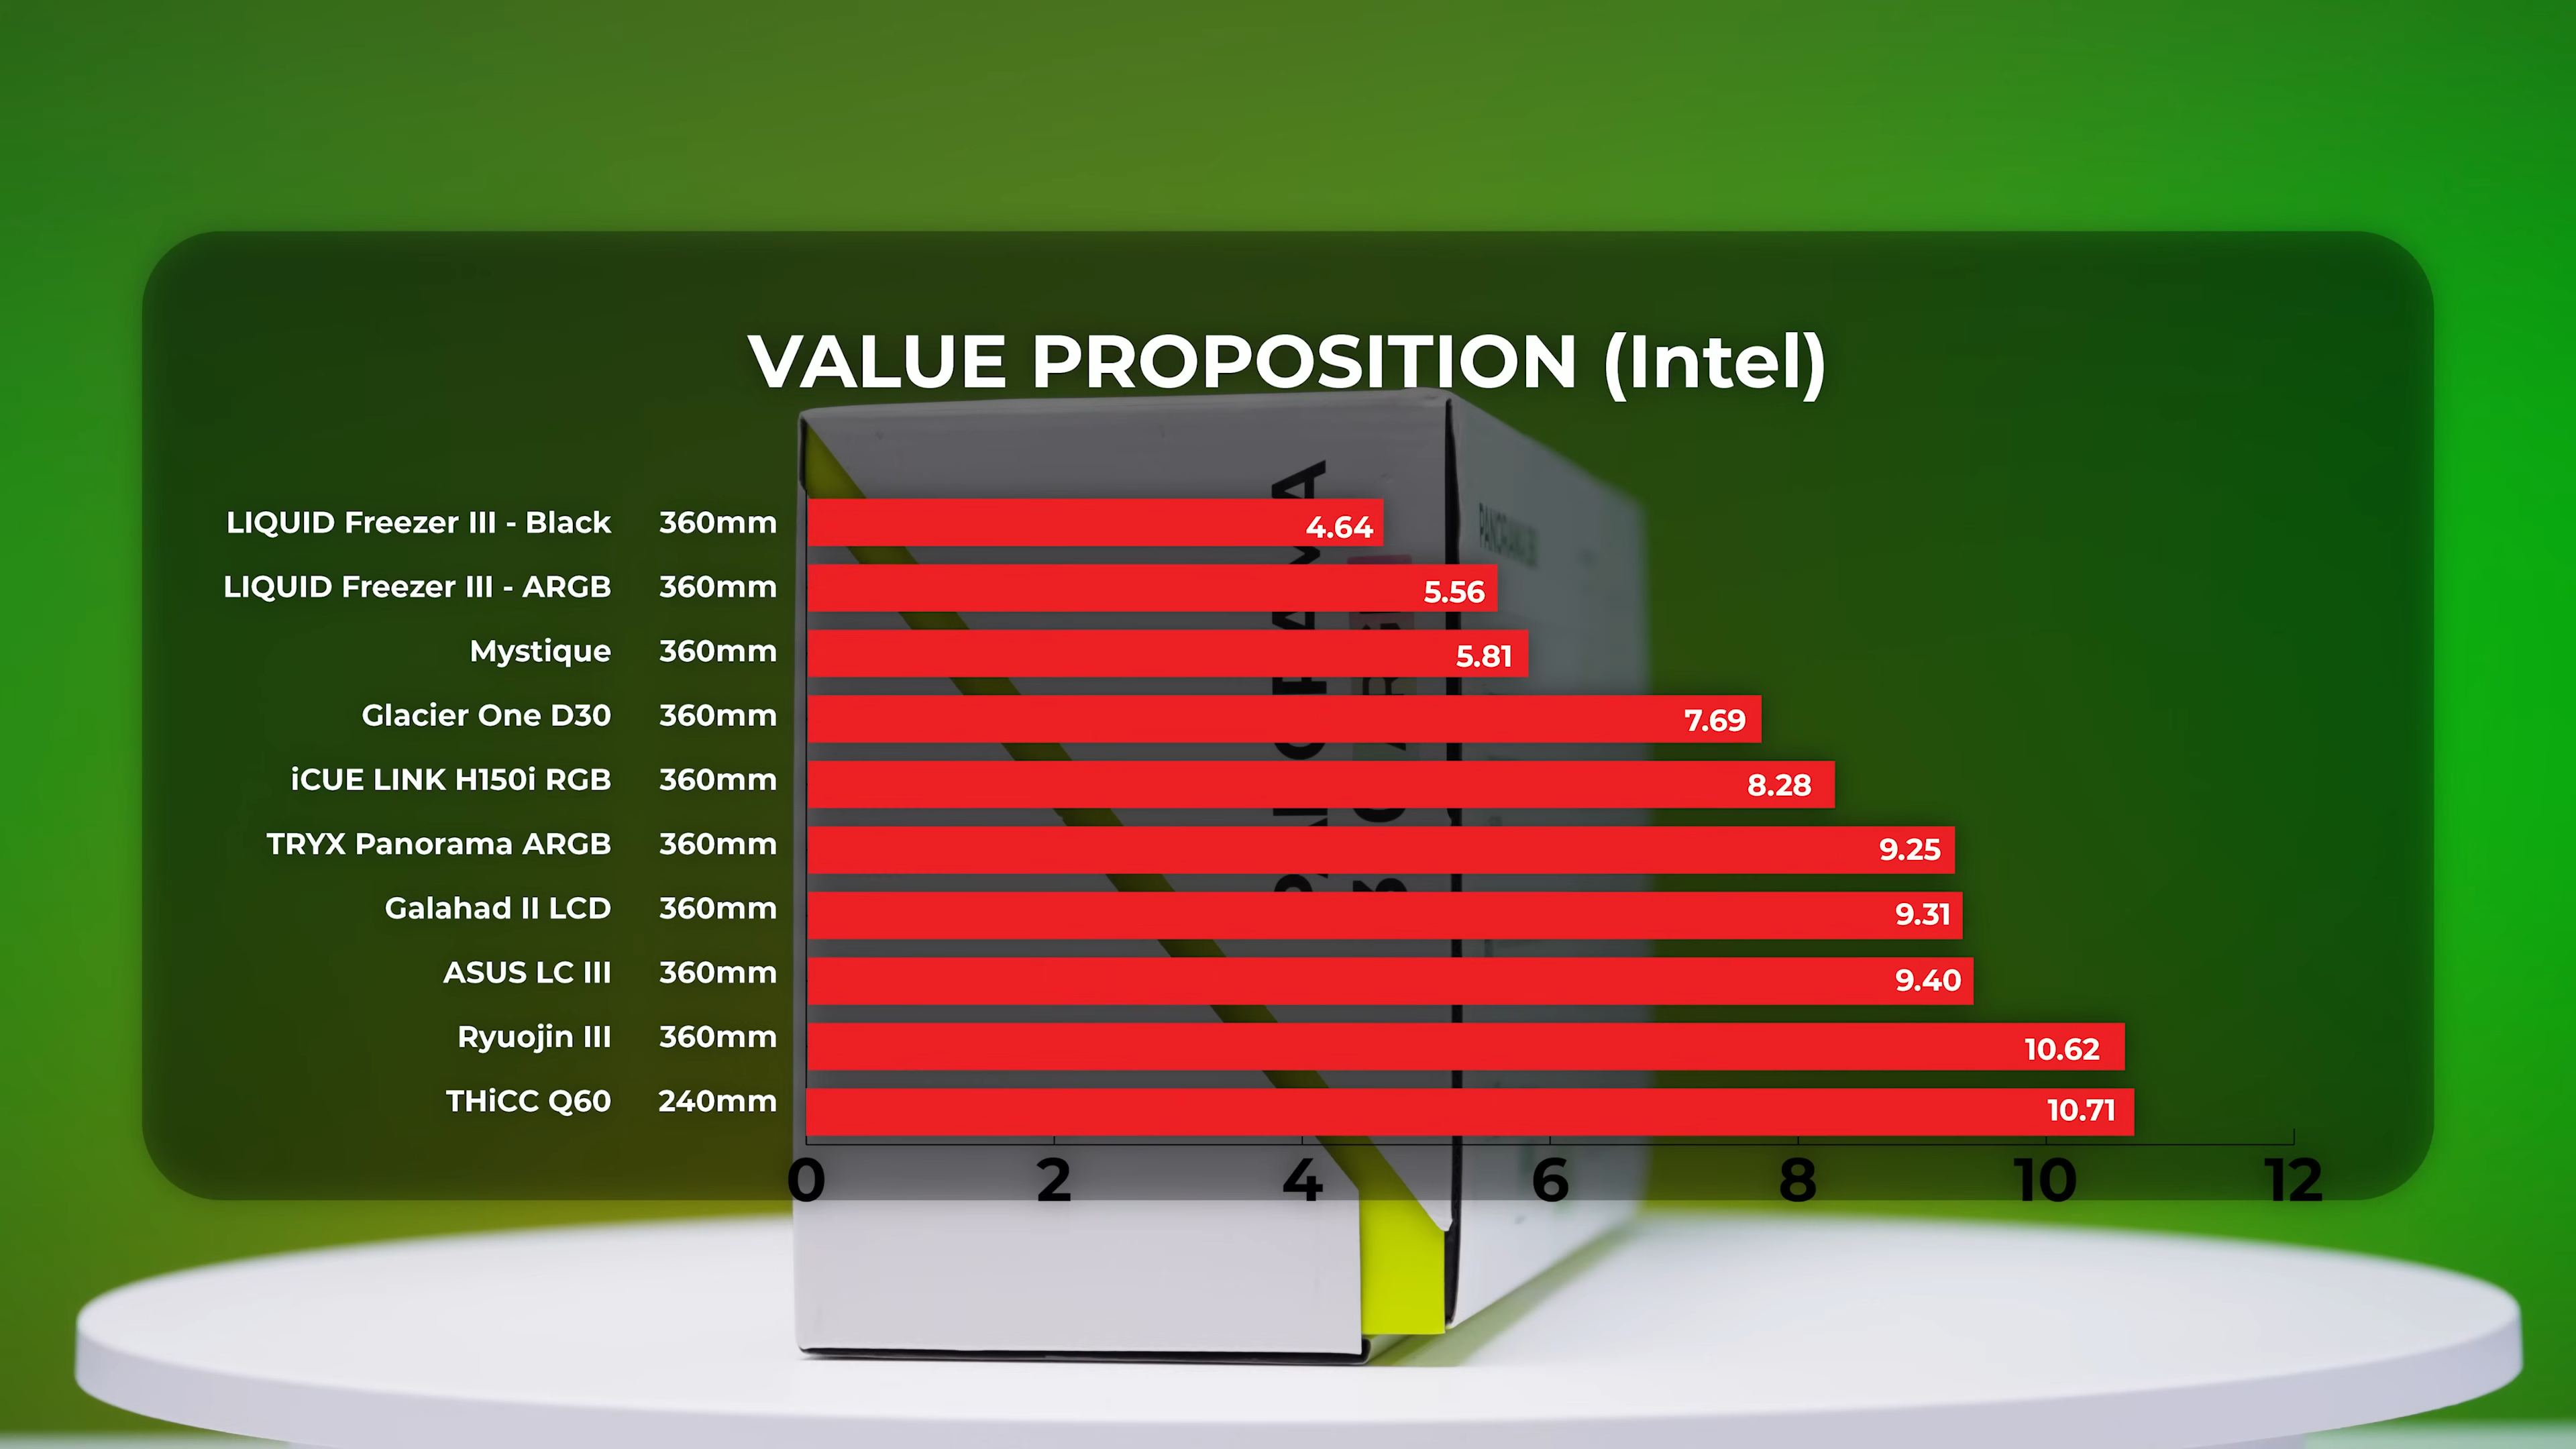 VALUE PROPOSITION (Intel)
LIQUID Freezer III - Black 360mm 4.64
LIQUID Freezer III - ARGB 360mm 5.56
Mystique 360mm 5.81
Glacier One D30 360mm 7.69
iCUE LINK H150i RGB 360mm 8.28
TRYX Panorama ARGB 360mm 9.25
Galahad II LCD 360mm 9.31
ASUS LC III 360mm 9.40
Ryuojin III 360mm 10.62
THiCC Q60 240mm 10.71
0 2 4 6 8 10 12